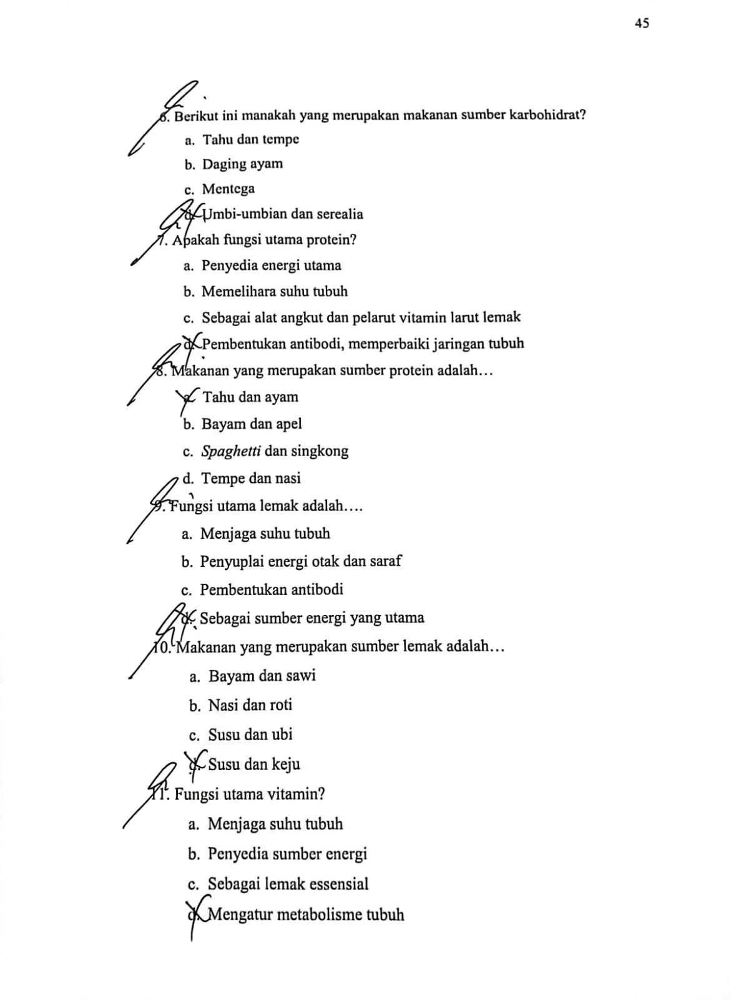 45
6. Berikut ini manakah yang merupakan makanan sumber karbohidrat?
a. Tahu dan tempe
b. Daging ayam
c. Mentega
d. Umbi-umbian dan serealia
7. Apakah fungsi utama protein?
a. Penyedia energi utama
b. Memelihara suhu tubuh
c. Sebagai alat angkut dan pelarut vitamin larut lemak
d. Pembentukan antibodi, memperbaiki jaringan tubuh
8. Makanan yang merupakan sumber protein adalah…
a. Tahu dan ayam
b. Bayam dan apel
c. Spaghetti dan singkong
d. Tempe dan nasi
9. Fungsi utama lemak adalah….
a. Menjaga suhu tubuh
b. Penyuplai energi otak dan saraf
c. Pembentukan antibodi
d. Sebagai sumber energi yang utama
10. Makanan yang merupakan sumber lemak adalah…
a. Bayam dan sawi
b. Nasi dan roti
c. Susu dan ubi
d. Susu dan keju
11. Fungsi utama vitamin?
a. Menjaga suhu tubuh
b. Penyedia sumber energi
c. Sebagai lemak essensial
d. Mengatur metabolisme tubuh